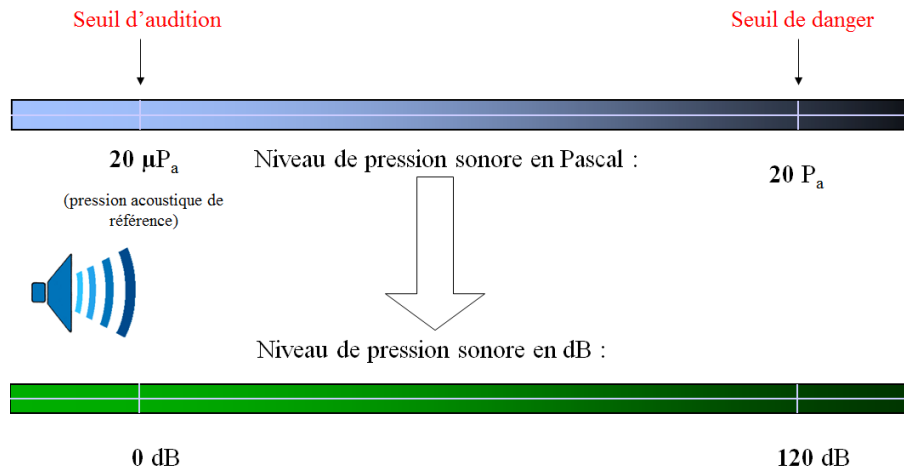 Seuil d’audition
Seuil de danger
20 µPa
Niveau de pression sonore en Pascal :
20 Pa
(pression acoustique de
référence)
Niveau de pression sonore en dB :
0 dB
120 dB